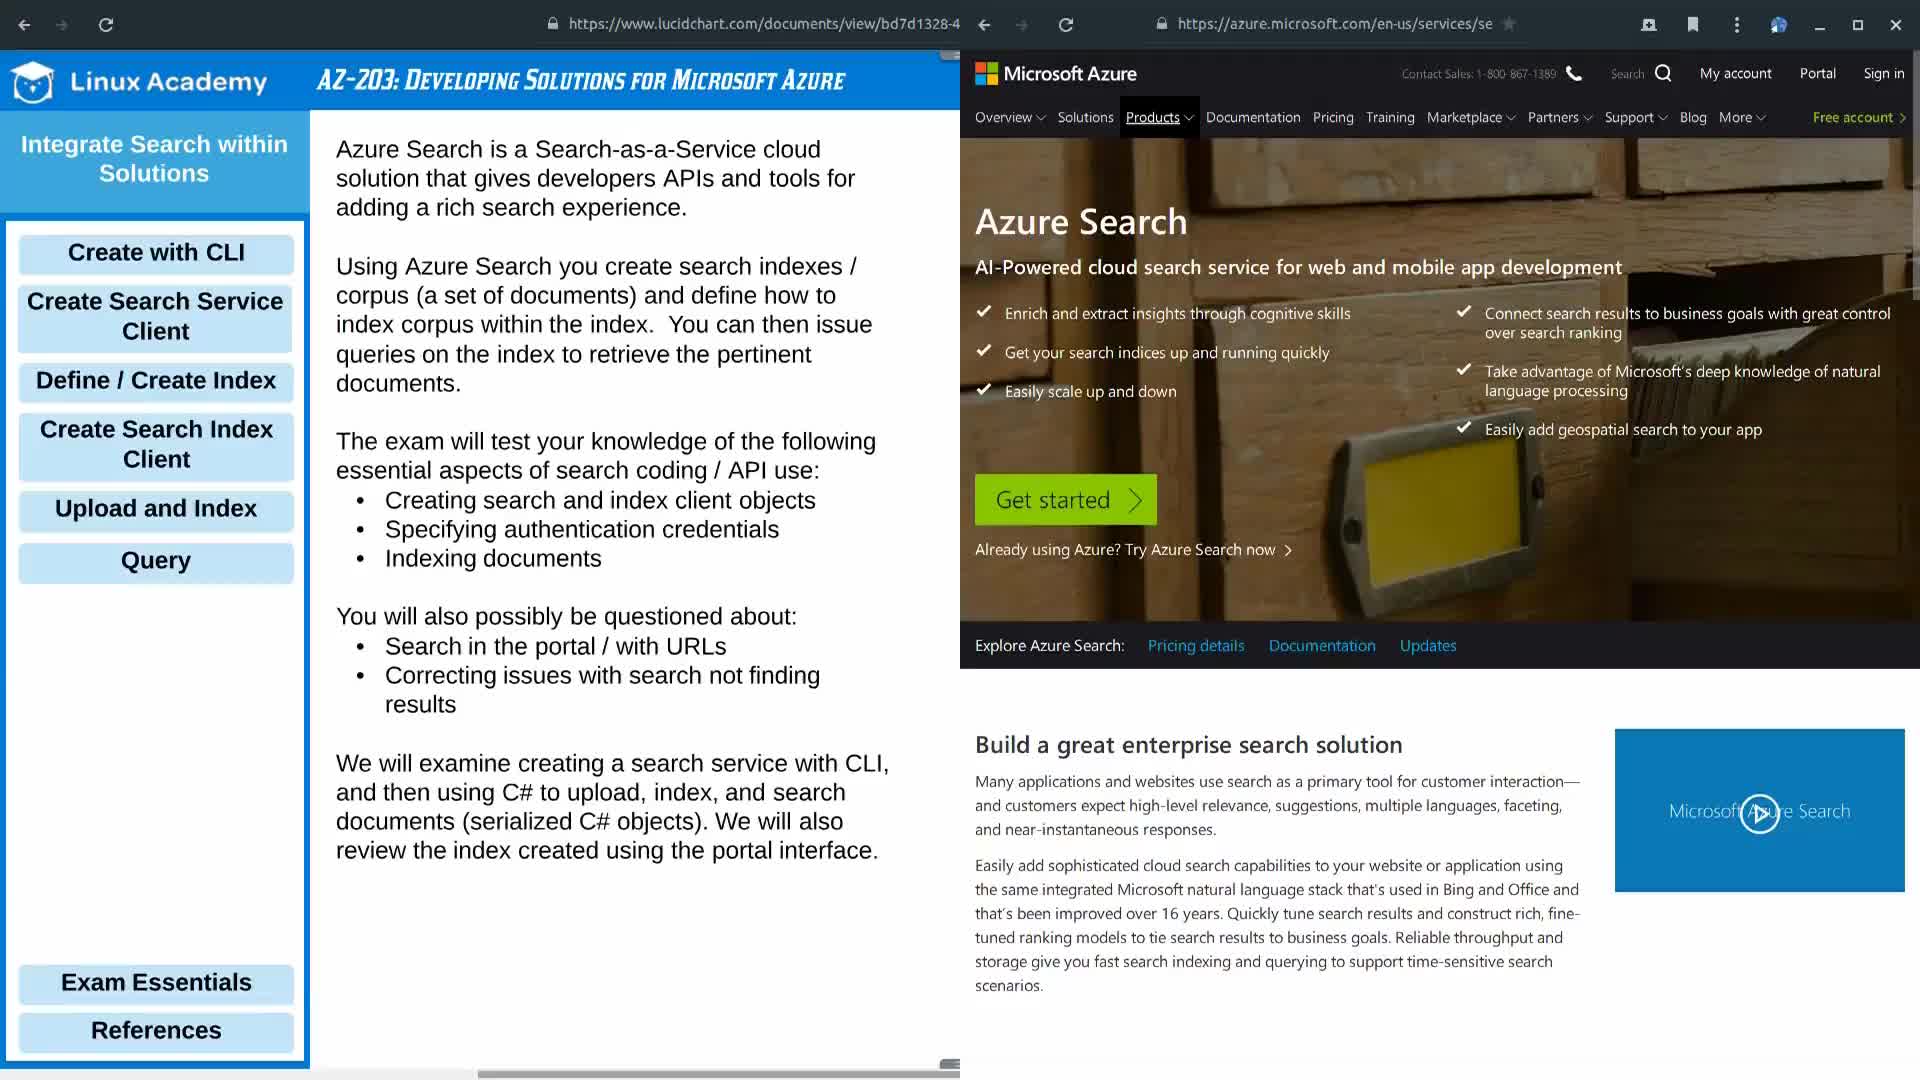 https://www.lucidchart.com/documents/view/bd7d1328-4
Linux Academy
AZ-203: Developing Solutions for Microsoft Azure
Integrate Search within
Solutions
Create with CLI
Create Search Service
Client
Define / Create Index
Create Search Index
Client
Upload and Index
Query
Exam Essentials
References
Azure Search is a Search-as-a-Service cloud
solution that gives developers APIs and tools for
adding a rich search experience.
Using Azure Search you create search indexes /
corpus (a set of documents) and define how to
index corpus within the index.  You can then issue
queries on the index to retrieve the pertinent
documents.
The exam will test your knowledge of the following
essential aspects of search coding / API use:
• Creating search and index client objects
• Specifying authentication credentials
• Indexing documents
You will also possibly be questioned about:
• Search in the portal / with URLs
• Correcting issues with search not finding
results
We will examine creating a search service with CLI,
and then using C# to upload, index, and search
documents (serialized C# objects). We will also
review the index created using the portal interface.
https://azure.microsoft.com/en-us/services/se
Microsoft Azure
Contact Sales: 1-800-867-1389
Search
My account
Portal
Sign in
Overview
Solutions
Products
Documentation
Pricing
Training
Marketplace
Partners
Support
Blog
More
Free account
Azure Search
AI-Powered cloud search service for web and mobile app development
Enrich and extract insights through cognitive skills
Get your search indices up and running quickly
Easily scale up and down
Connect search results to business goals with great control
over search ranking
Take advantage of Microsoft's deep knowledge of natural
language processing
Easily add geospatial search to your app
Get started
Already using Azure? Try Azure Search now
Explore Azure Search:
Pricing details
Documentation
Updates
Build a great enterprise search solution
Many applications and websites use search as a primary tool for customer interaction—
and customers expect high-level relevance, suggestions, multiple languages, faceting,
and near-instantaneous responses.
Easily add sophisticated cloud search capabilities to your website or application using
the same integrated Microsoft natural language stack that's used in Bing and Office and
that's been improved over 16 years. Quickly tune search results and construct rich, fine-
tuned ranking models to tie search results to business goals. Reliable throughput and
storage give you fast search indexing and querying to support time-sensitive search
scenarios.
Microsoft Azure Search